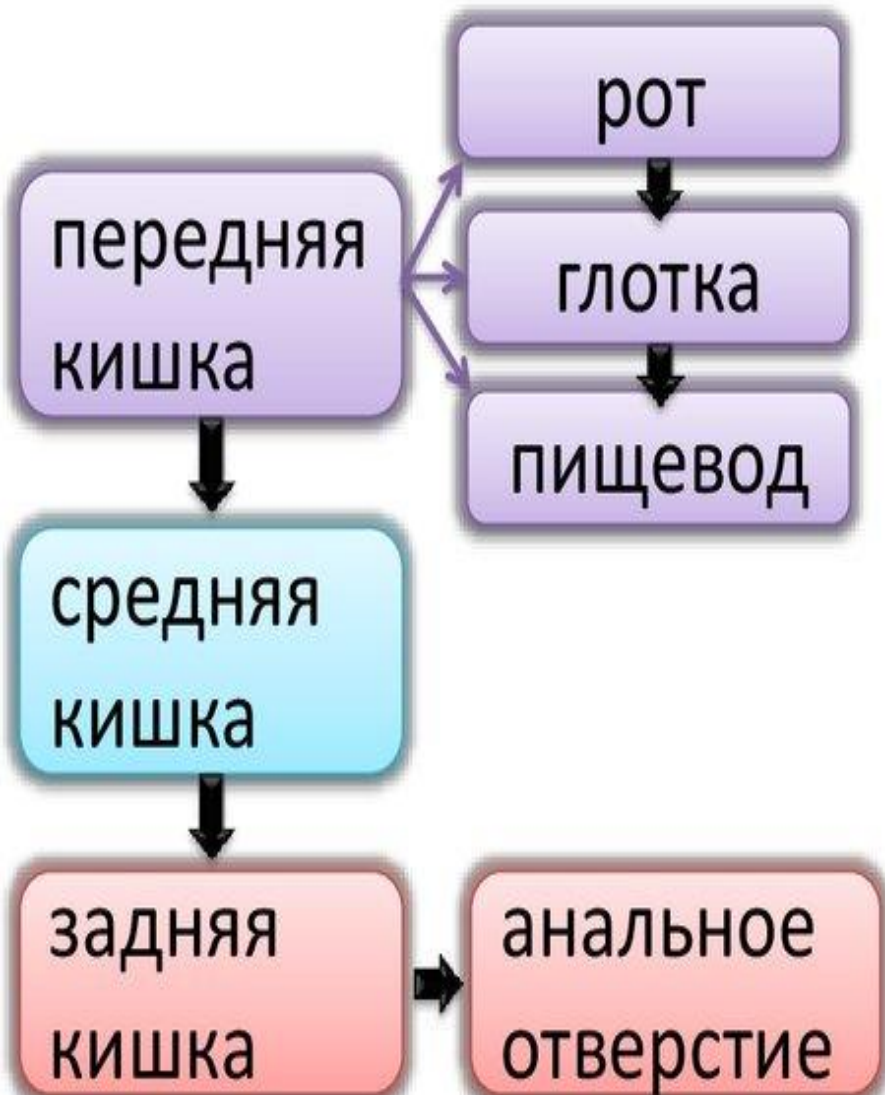 рот
передняя
кишка
глотка
пищевод
средняя
кишка
задняя
кишка
анальное
отверстие